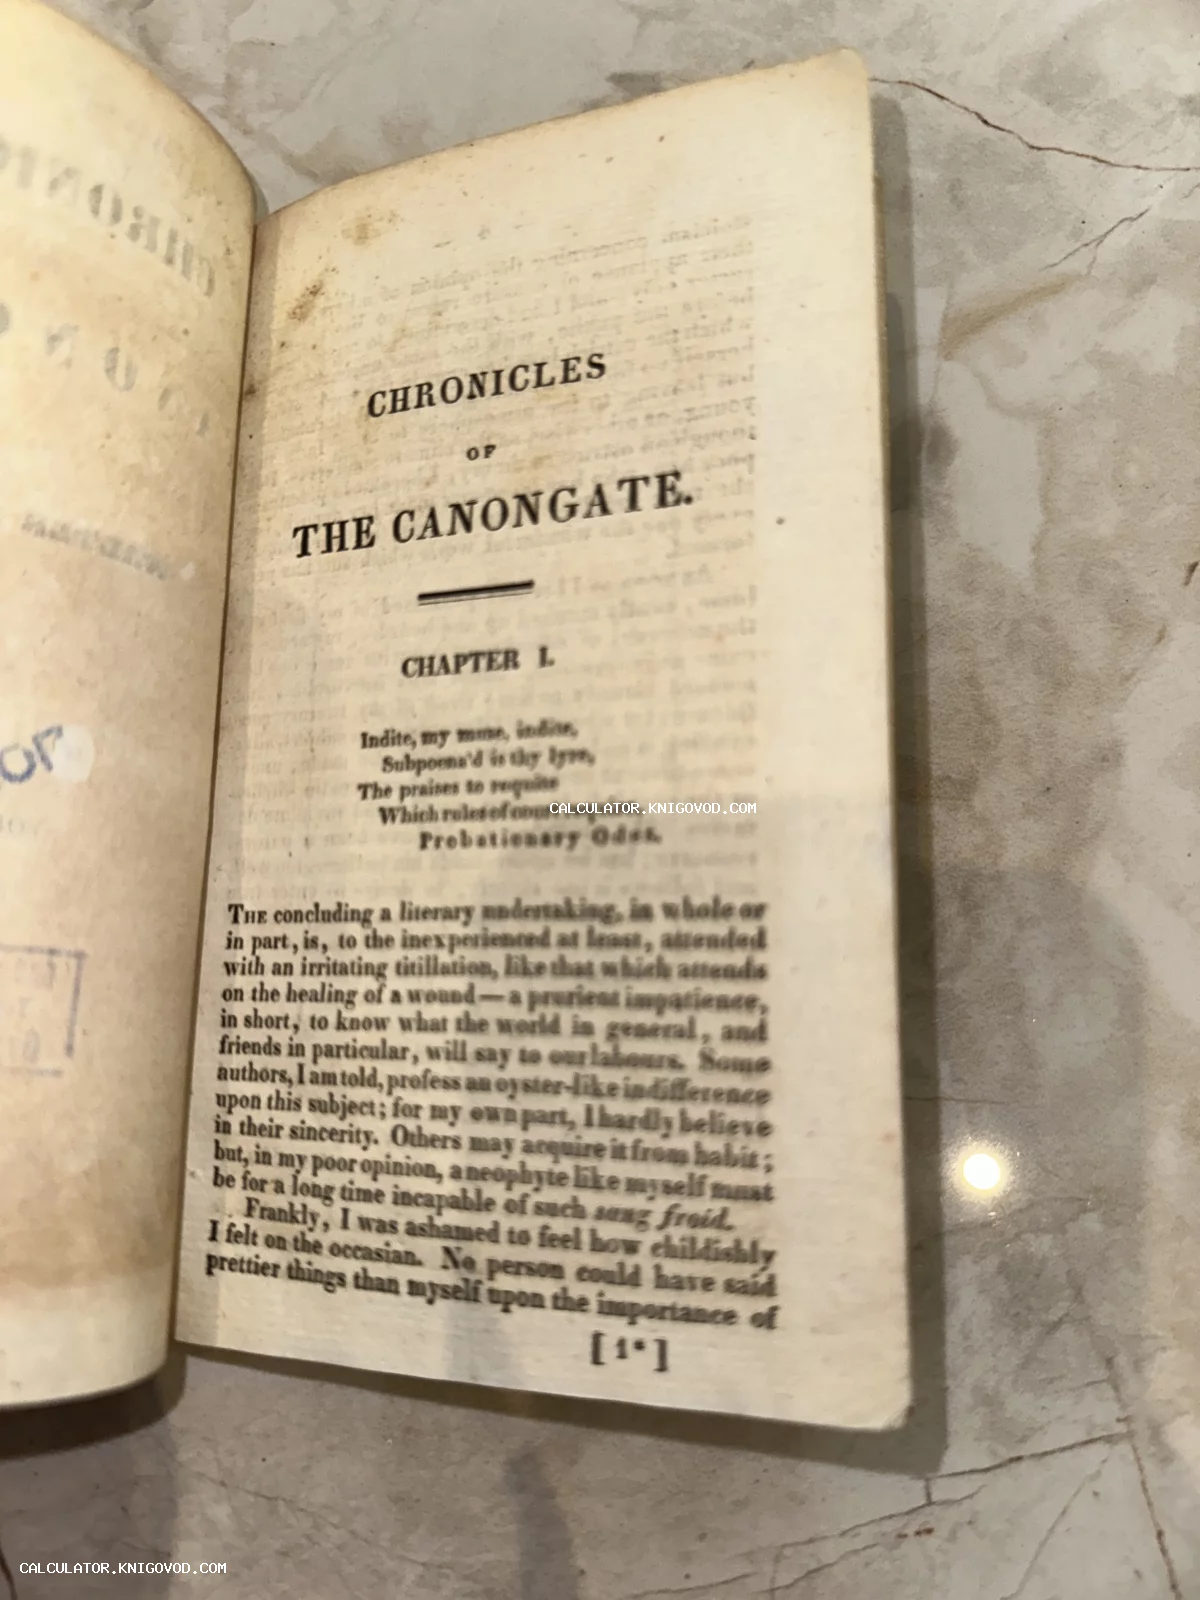 CHRONICLES
OF
THE CANONGATE.
CHAPTER I.
Indite, my muse, indite,
Subpoena'd is thy lyre,
The praises to requite
Which rules of
CALCULATOR.KNIGOVOD.COM
Probationary Odes.
THE concluding a literary undertaking, in whole or
in part, is, to the inexperienced at least, attended
with an irritating titillation, like that which attends
on the healing of a wound — a prurient impatience,
in short, to know what the world in general, and
friends in particular, will say to our labours. Some
authors, I am told, profess an oyster-like indifference
upon this subject; for my own part, I hardly believe
in their sincerity. Others may acquire it from habit;
but, in my poor opinion, a neophyte like myself must
be for a long time incapable of such sang froid.
Frankly, I was ashamed to feel how childishly
I felt on the occasian. No person could have said
prettier things than myself upon the importance of
[1*]
CALCULATOR.KNIGOVOD.COM